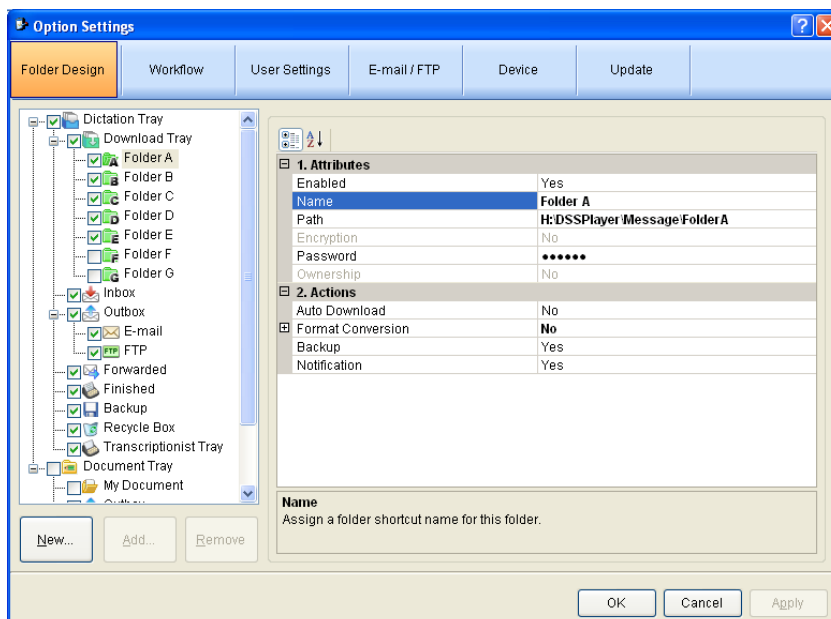 Option Settings
Folder Design Workflow User Settings E-mail / FTP Device Update
Dictation Tray
Download Tray
Folder A
Folder B
Folder C
Folder D
Folder E
Folder F
Folder G
Inbox
Outbox
E-mail
FTP
Forwarded
Finished
Backup
Recycle Box
Transcriptionist Tray
Document Tray
My Document
Outbox
New... Add... Remove
1. Attributes
Enabled Yes
Name Folder A
Path H:\DSSPlayer\Message\FolderA
Encryption No
Password ●●●●●●
Ownership No
2. Actions
Auto Download No
Format Conversion No
Backup Yes
Notification Yes
Name
Assign a folder shortcut name for this folder.
OK Cancel Apply